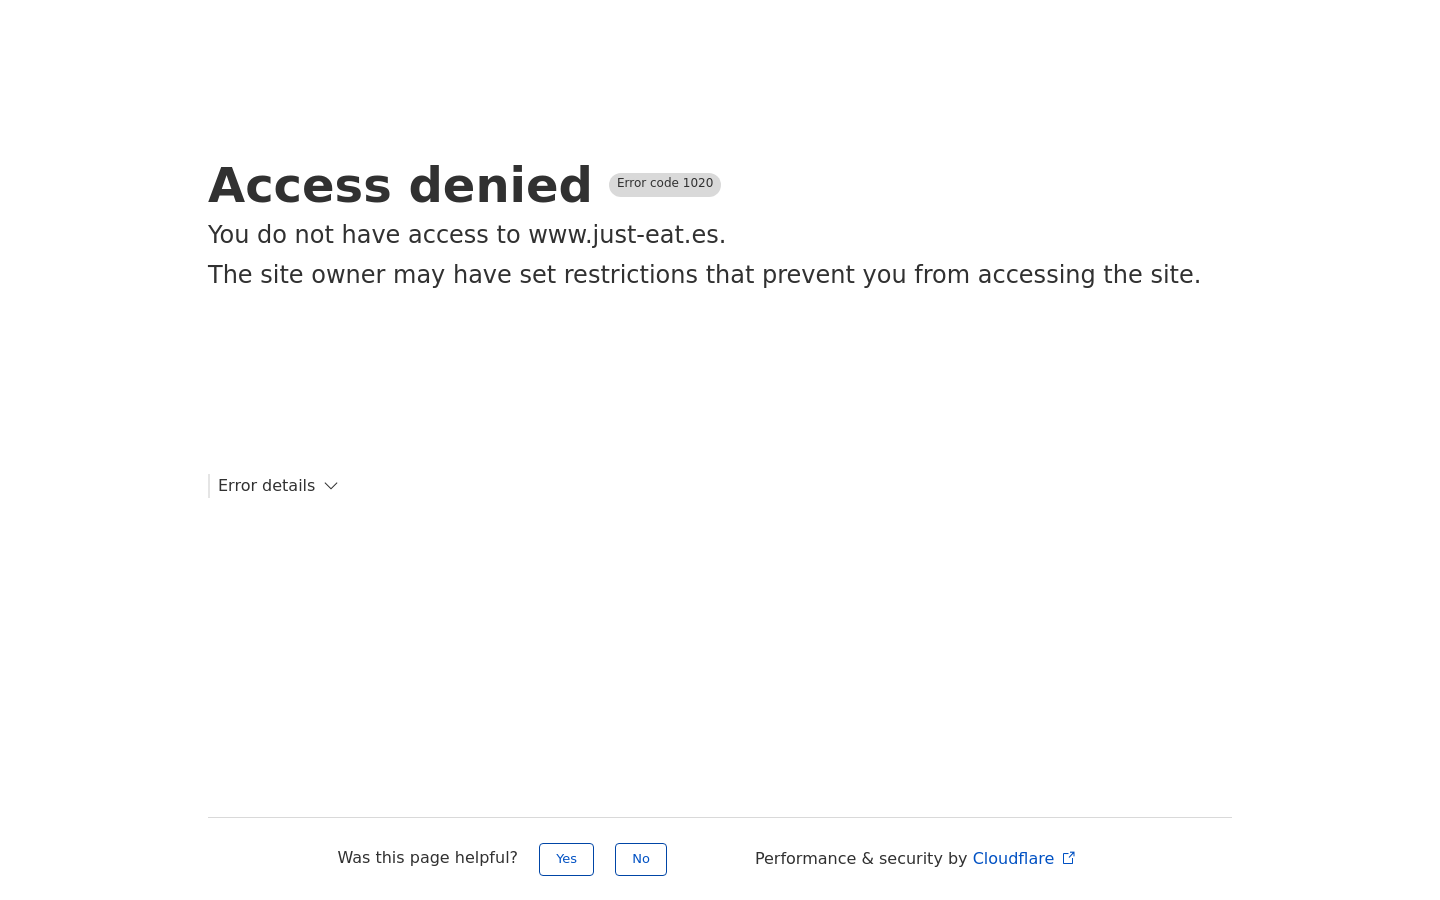 Access denied Error code 1020
You do not have access to www.just-eat.es.
The site owner may have set restrictions that prevent you from accessing the site.
Error details
Was this page helpful? Yes No Performance & security by Cloudflare